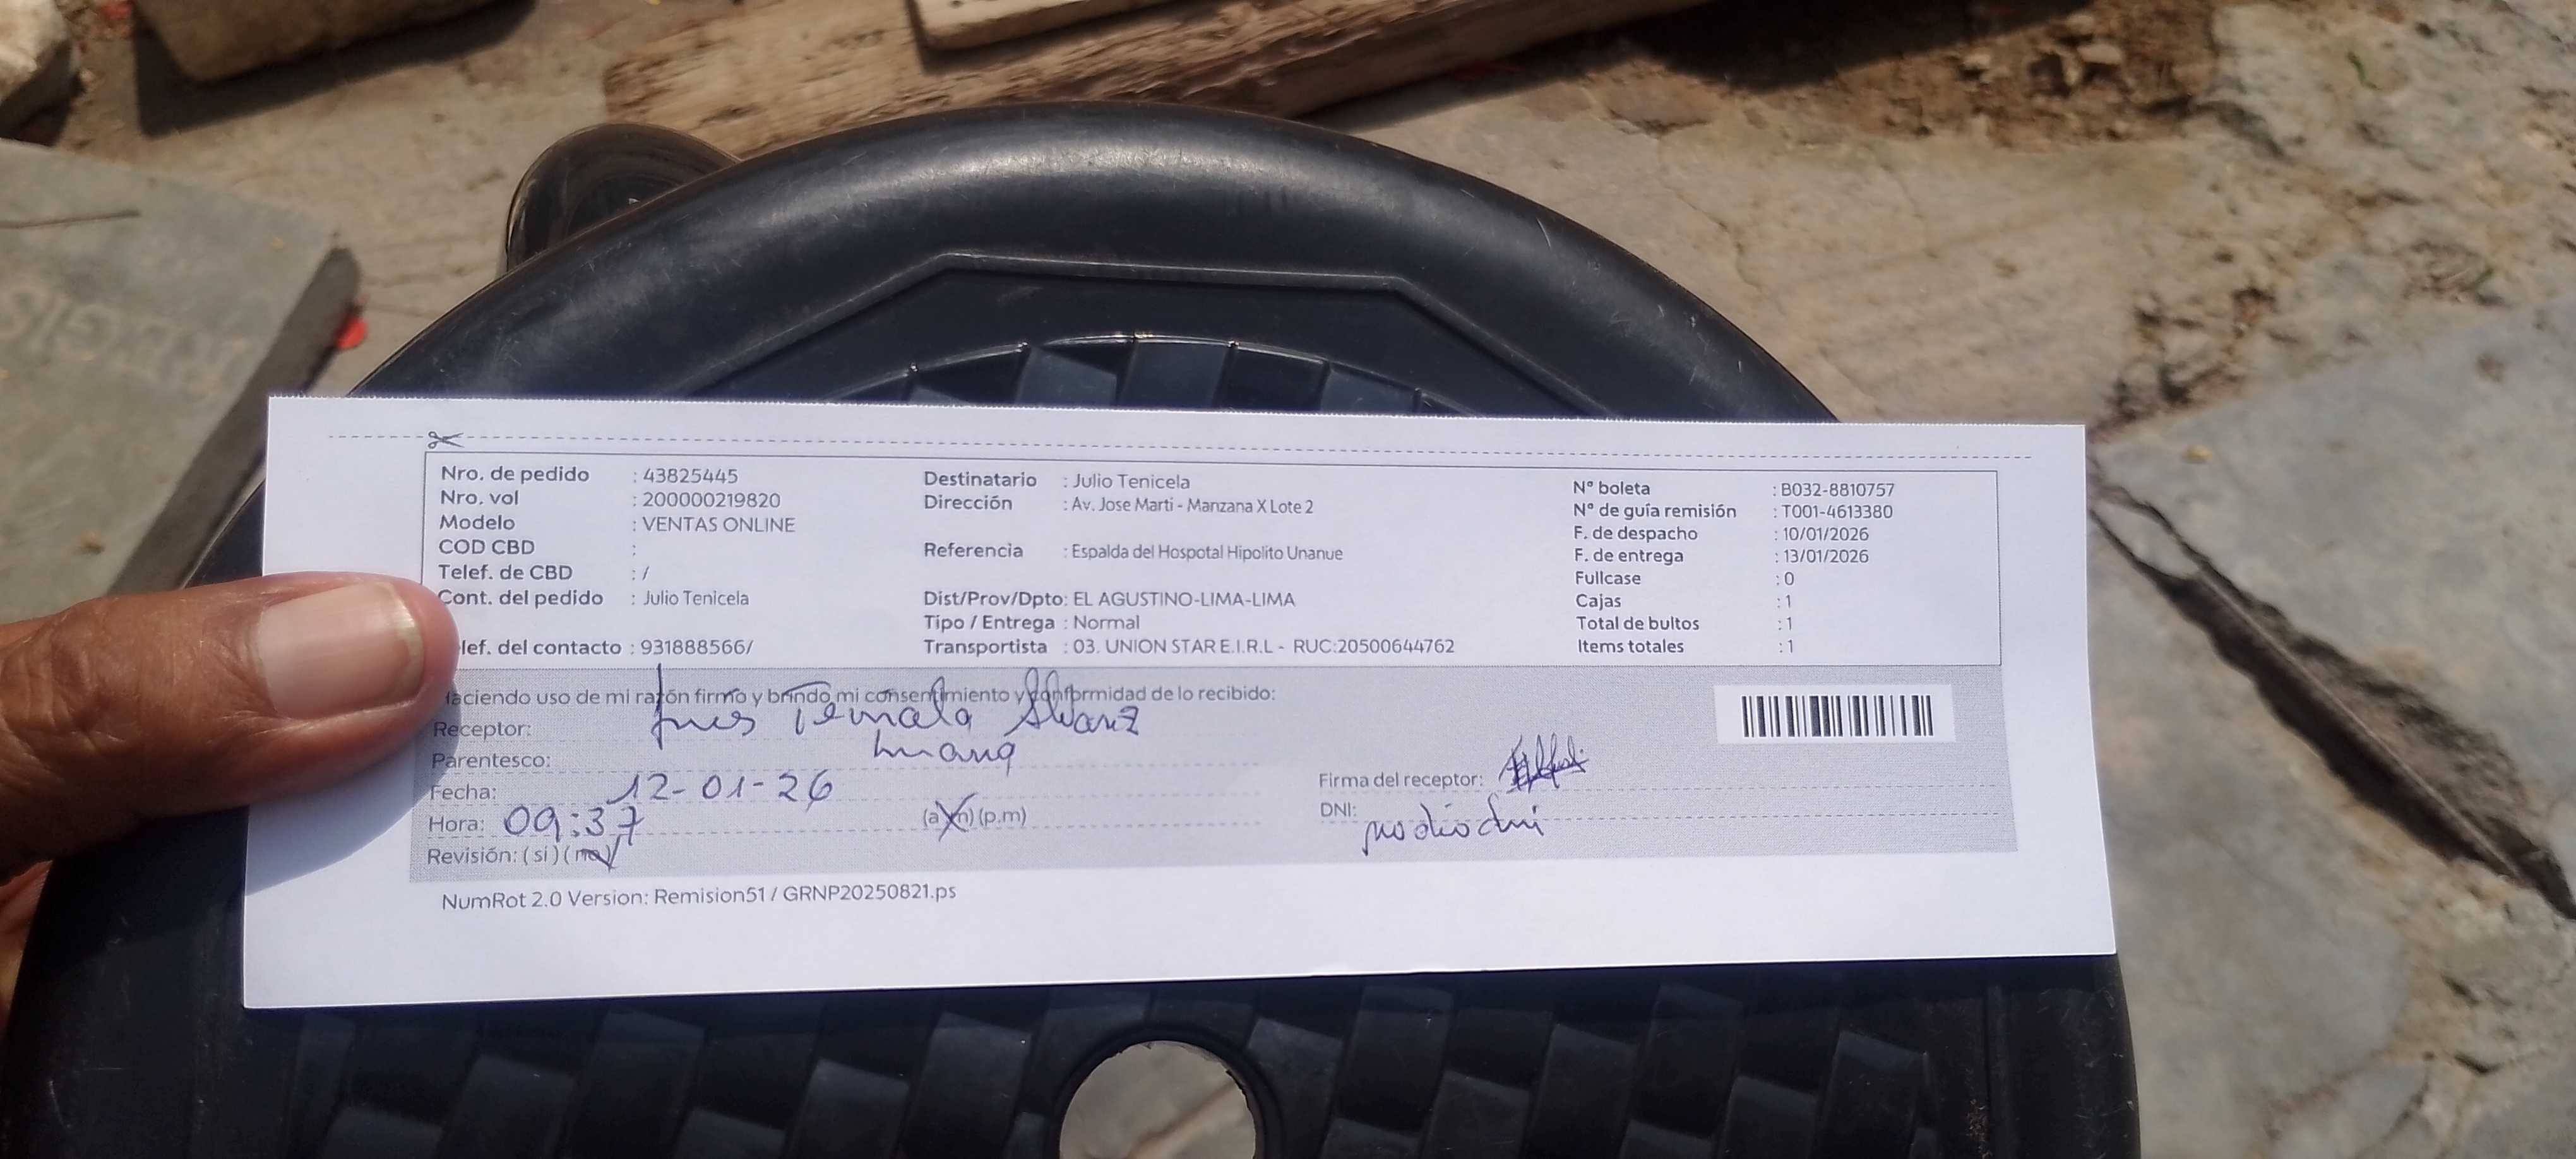 Nro. de pedido : 43825445
Nro. vol : 200000219820
Modelo : VENTAS ONLINE
COD CBD :
Telef. de CBD : /
Cont. del pedido : Julio Tenicela
lef. del contacto : 931888566/
Destinatario : Julio Tenicela
Dirección : Av. Jose Marti - Manzana X Lote 2
Referencia : Espalda del Hospotal Hipolito Unanue
Dist/Prov/Dpto: EL AGUSTINO-LIMA-LIMA
Tipo / Entrega : Normal
Transportista : 03. UNION STAR E.I.R.L - RUC:20500644762
N° boleta : B032-8810757
N° de guía remisión : T001-4613380
F. de despacho : 10/01/2026
F. de entrega : 13/01/2026
Fullcase : 0
Cajas : 1
Total de bultos : 1
Items totales : 1
aciendo uso de mi razón firmo y brindo mi consentimiento y conformidad de lo recibido:
Receptor: Alvarez
Parentesco:
Fecha: 12-01-26
Hora: 09:37 (a.m) (p.m)
Revisión: (si) (no)
Firma del receptor:
DNI: no dio dni
NumRot 2.0 Version: Remision51 / GRNP20250821.ps